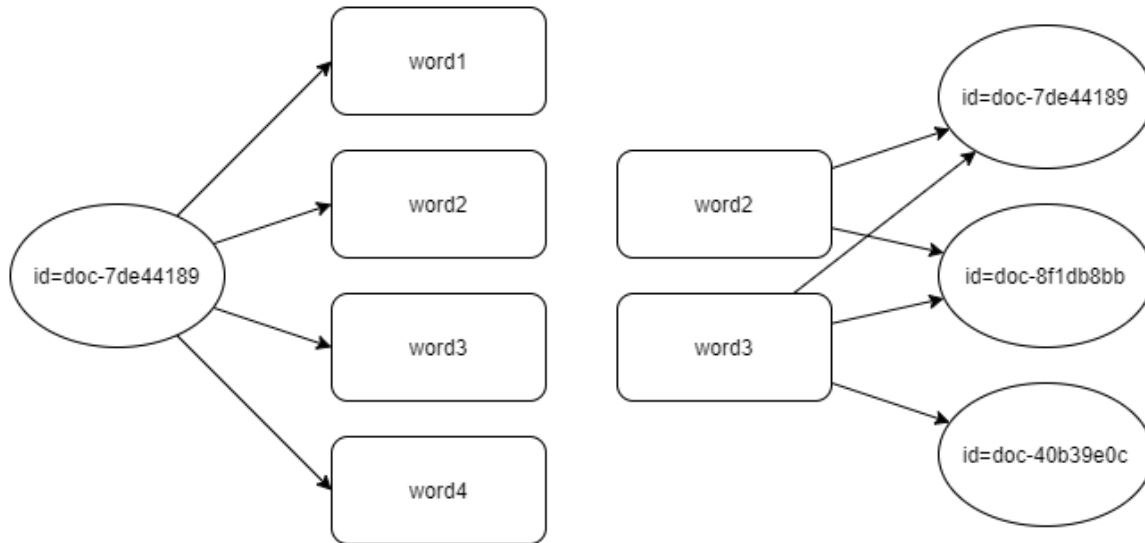 word1
word2
id=doc-7de44189
word3
word4
id=doc-7de44189
word2
id=doc-8f1db8bb
word3
id=doc-40b39e0c